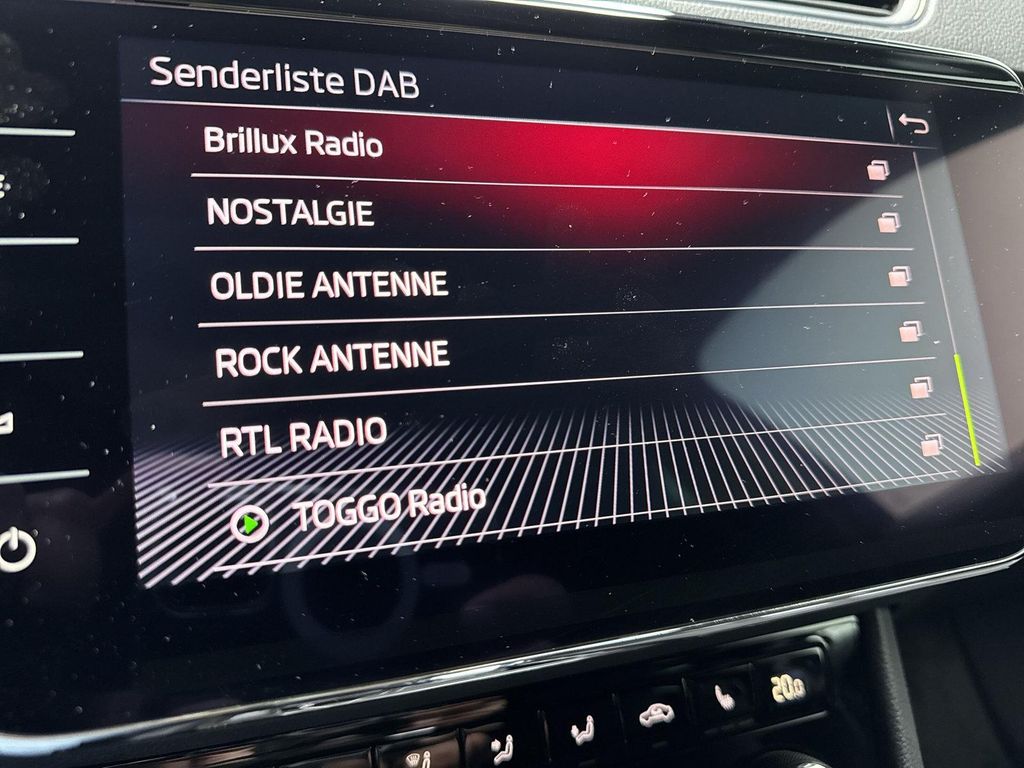 Senderliste DAB
Brillux Radio
NOSTALGIE
OLDIE ANTENNE
ROCK ANTENNE
RTL RADIO
TOGGO Radio